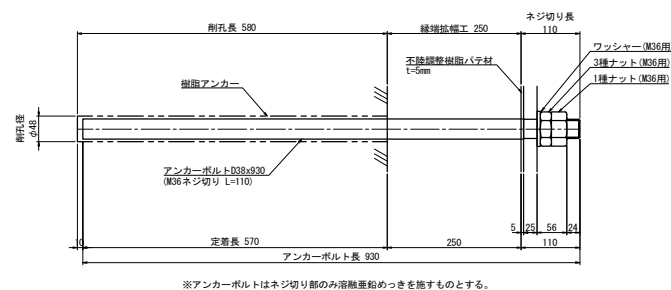 ネジ切り長
削孔長 580
縁端拡幅工 250
110
ワッシャー(M36用)
3種ナット(M36用)
1種ナット(M36用)
不陸調整樹脂パテ材
t=5mm
樹脂アンカー
削孔径
φ48
アンカーボルトD38x930
(M36ネジ切り L=110)
5
25
56
24
10
定着長 570
250
110
アンカーボルト長 930
※アンカーボルトはネジ切り部のみ溶融亜鉛めっきを施すものとする。